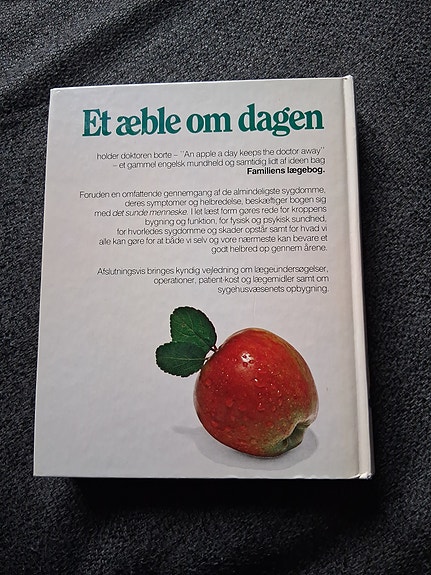 Et æble om dagen
holder doktoren borte – "An apple a day keeps the doctor away"
– et gammel engelsk mundheld og samtidig lidt af ideen bag
Familiens lægebog.
Foruden en omfattende gennemgang af de almindeligste sygdomme,
deres symptomer og helbredelse, beskæftiger bogen sig
med det sunde menneske. I let læst form gøres rede for kroppens
bygning og funktion, for fysisk og psykisk sundhed,
for hvorledes sygdomme og skader opstår samt for hvad vi
alle kan gøre for at både vi selv og vore nærmeste kan bevare et
godt helbred op gennem årene.
Afslutningsvis bringes kyndig vejledning om lægeundersøgelser,
operationer, patient-kost og lægemidler samt om
sygehusvæsenets opbygning.